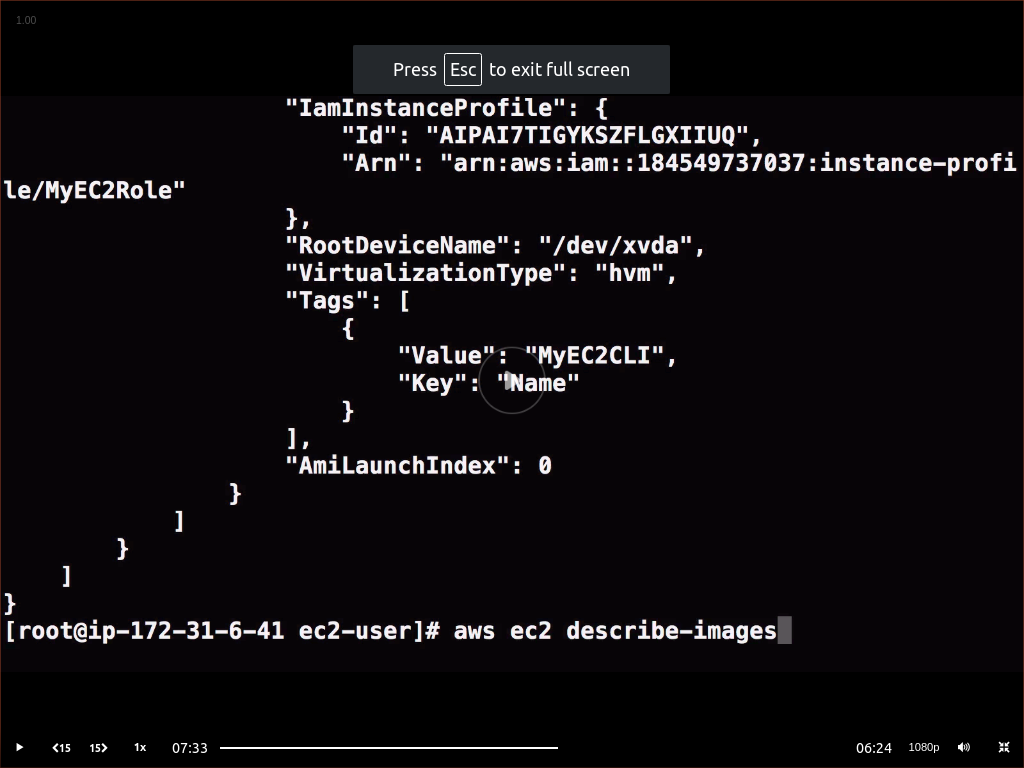 1.00
Press Esc to exit full screen
"IamInstanceProfile": {
"Id": "AIPAI7TIGYKSZFLGXIIUQ",
"Arn": "arn:aws:iam::184549737037:instance-profi
le/MyEC2Role"
},
"RootDeviceName": "/dev/xvda",
"VirtualizationType": "hvm",
"Tags": [
{
"Value": "MyEC2CLI",
"Key": "Name"
}
],
"AmiLaunchIndex": 0
}
]
}
]
}
[root@ip-172-31-6-41 ec2-user]# aws ec2 describe-images
15 15 1x 07:33 06:24 1080p